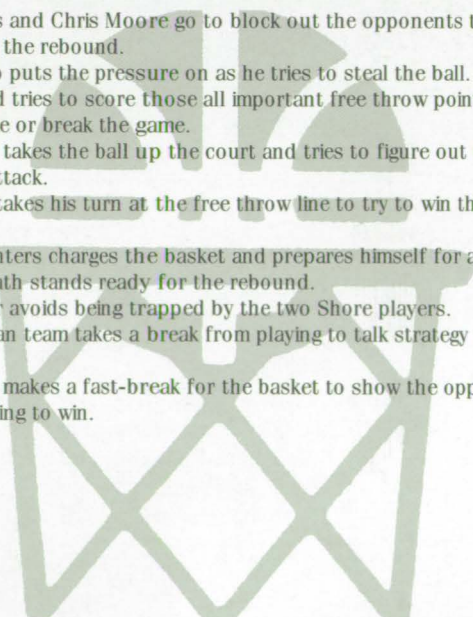 s and Chris Moore go to block out the opponents t
the rebound.
o puts the pressure on as he tries to steal the ball.
d tries to score those all important free throw poin
e or break the game.
takes the ball up the court and tries to figure out
ttack.
takes his turn at the free throw line to try to win th
nters charges the basket and prepares himself for a
ath stands ready for the rebound.
r avoids being trapped by the two Shore players.
an team takes a break from playing to talk strategy
makes a fast-break for the basket to show the opp
ing to win.